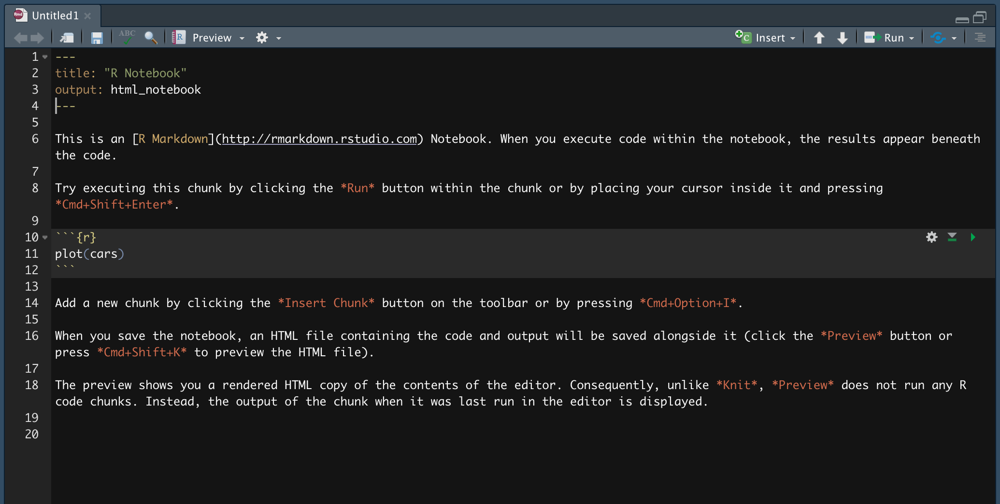 Rmd Untitled1
ABC R Preview C Insert Run
1 ---
2 title: "R Notebook"
3 output: html_notebook
4 ---
5
6 This is an [R Markdown](http://rmarkdown.rstudio.com) Notebook. When you execute code within the notebook, the results appear beneath
the code.
7
8 Try executing this chunk by clicking the *Run* button within the chunk or by placing your cursor inside it and pressing
*Cmd+Shift+Enter*.
9
10 ```{r}
11 plot(cars)
12 ```
13
14 Add a new chunk by clicking the *Insert Chunk* button on the toolbar or by pressing *Cmd+Option+I*.
15
16 When you save the notebook, an HTML file containing the code and output will be saved alongside it (click the *Preview* button or
press *Cmd+Shift+K* to preview the HTML file).
17
18 The preview shows you a rendered HTML copy of the contents of the editor. Consequently, unlike *Knit*, *Preview* does not run any R
code chunks. Instead, the output of the chunk when it was last run in the editor is displayed.
19
20